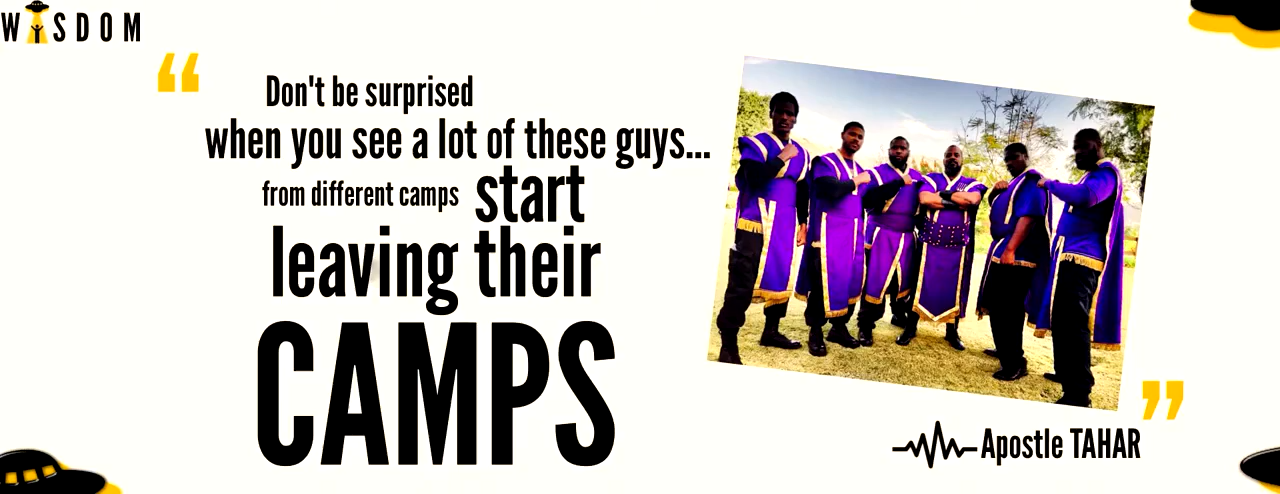 WISDOM
“
Don't be surprised
when you see a lot of these guys...
from different camps start
leaving their
CAMPS
”
Apostle TAHAR